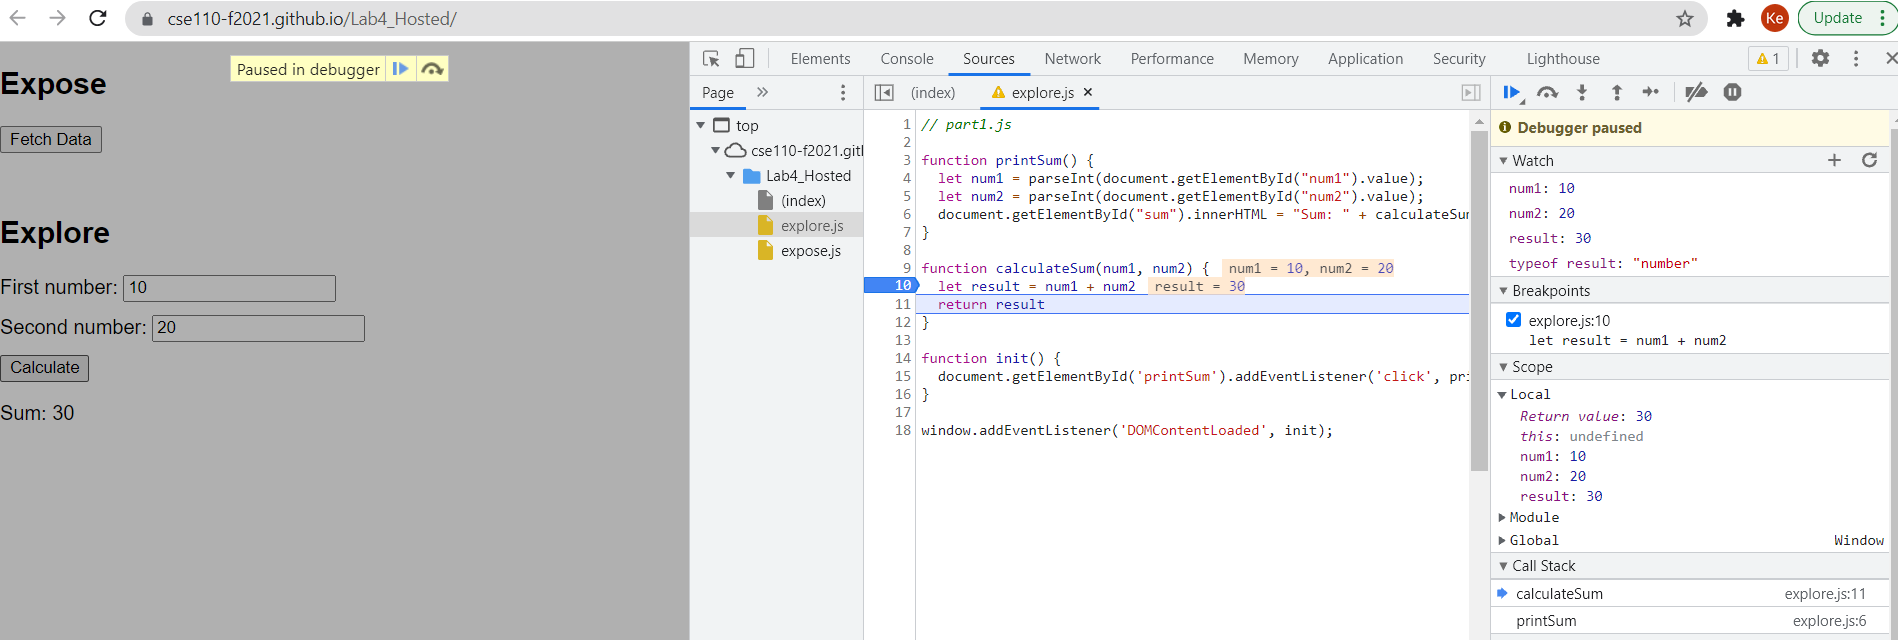 cse110-f2021.github.io/Lab4_Hosted/
Ke
Update
Expose
Paused in debugger
Fetch Data
Explore
First number: 10
Second number: 20
Calculate
Sum: 30
Elements Console Sources Network Performance Memory Application Security Lighthouse 1
Page
top
cse110-f2021.gitl
Lab4_Hosted
(index)
explore.js
expose.js
(index) explore.js
1 // part1.js
2
3 function printSum() {
4 let num1 = parseInt(document.getElementById("num1").value);
5 let num2 = parseInt(document.getElementById("num2").value);
6 document.getElementById("sum").innerHTML = "Sum: " + calculateSum
7 }
8
9 function calculateSum(num1, num2) { num1 = 10, num2 = 20
10 let result = num1 + num2 result = 30
11 return result
12 }
13
14 function init() {
15 document.getElementById('printSum').addEventListener('click', pri
16 }
17
18 window.addEventListener('DOMContentLoaded', init);
Debugger paused
Watch
num1: 10
num2: 20
result: 30
typeof result: "number"
Breakpoints
explore.js:10
let result = num1 + num2
Scope
Local
Return value: 30
this: undefined
num1: 10
num2: 20
result: 30
Module
Global Window
Call Stack
calculateSum explore.js:11
printSum explore.js:6